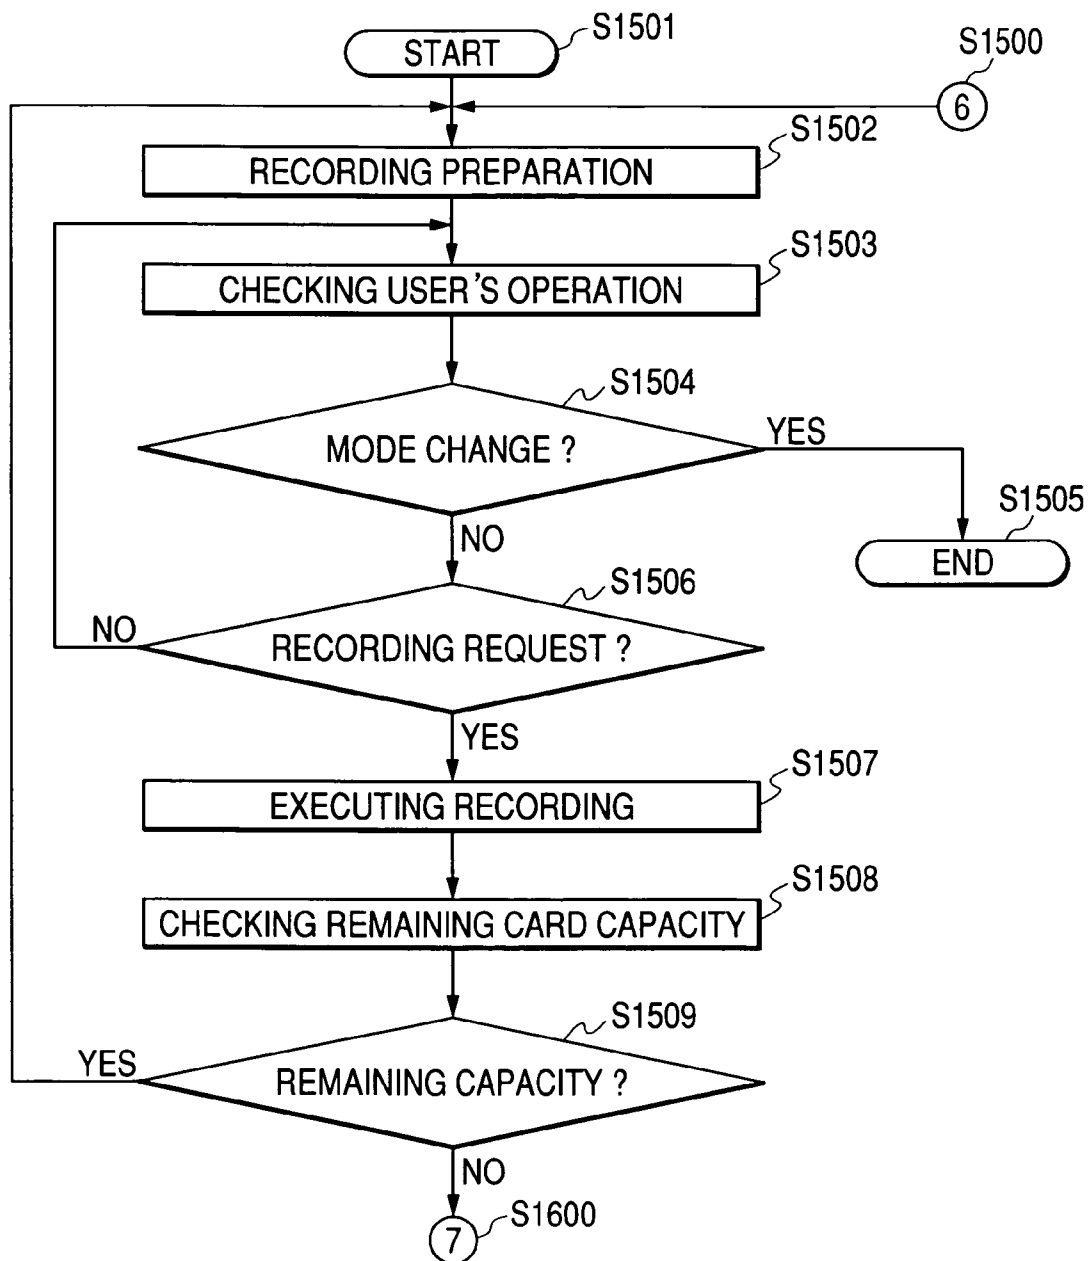 START
S1501
S1500
6
S1502
RECORDING PREPARATION
S1503
CHECKING USER'S OPERATION
S1504
MODE CHANGE ?
YES
S1505
END
NO
S1506
NO
RECORDING REQUEST ?
YES
S1507
EXECUTING RECORDING
S1508
CHECKING REMAINING CARD CAPACITY
S1509
YES
REMAINING CAPACITY ?
NO
7
S1600